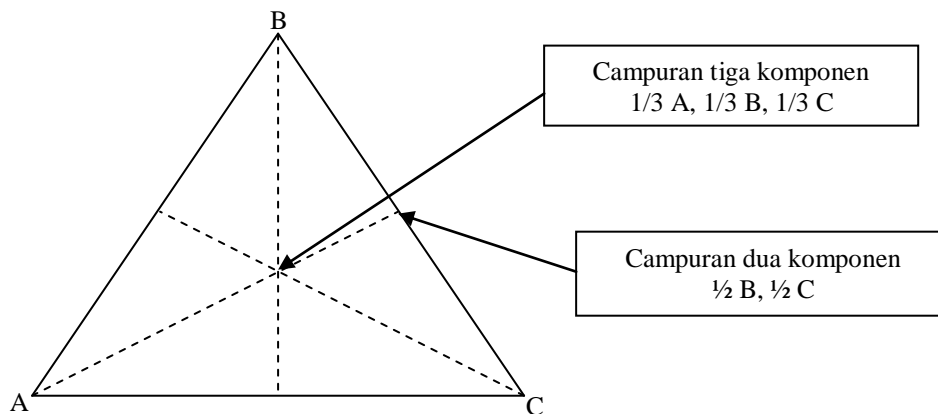 B
Campuran tiga komponen
1/3 A, 1/3 B, 1/3 C
Campuran dua komponen
½ B, ½ C
A
C